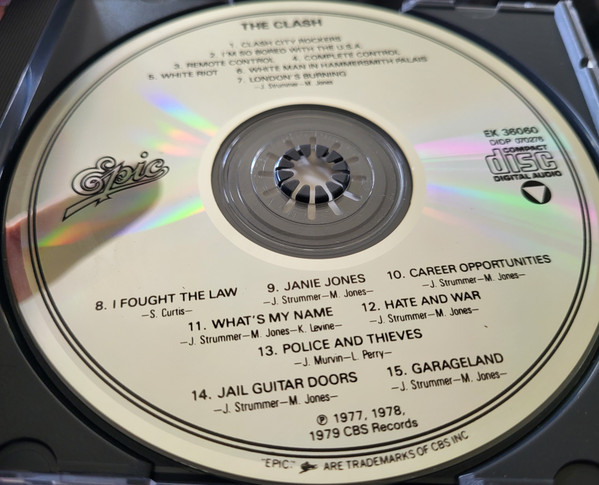 THE CLASH
1. CLASH CITY ROCKERS
2. I'M SO BORED WITH THE U.S.A.
3. REMOTE CONTROL 4. COMPLETE CONTROL
5. WHITE RIOT 6. WHITE MAN IN HAMMERSMITH PALAIS
7. LONDON'S BURNING
—J. Strummer—M. Jones
Epic
EK 36060
DIDP 070276
COMPACT
disc
DIGITAL AUDIO
8. I FOUGHT THE LAW
—S. Curtis—
9. JANIE JONES
—J. Strummer—M. Jones—
10. CAREER OPPORTUNITIES
—J. Strummer—M. Jones—
11. WHAT'S MY NAME
—J. Strummer—M. Jones—K. Levine—
12. HATE AND WAR
—J. Strummer—M. Jones—
13. POLICE AND THIEVES
—J. Murvin—L. Perry—
14. JAIL GUITAR DOORS
—J. Strummer—M. Jones—
15. GARAGELAND
—J. Strummer—M. Jones—
℗ 1977, 1978,
1979 CBS Records
"EPIC," ARE TRADEMARKS OF CBS INC